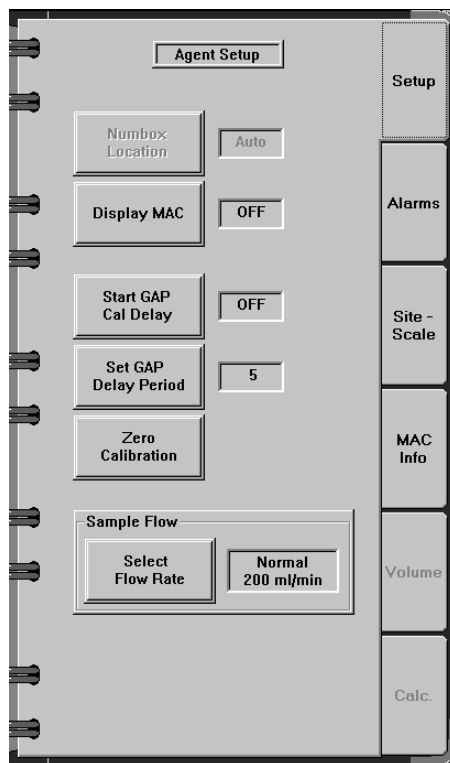 Agent Setup
Numbox
Location
Auto
Display MAC
OFF
Start GAP
Cal Delay
OFF
Set GAP
Delay Period
5
Zero
Calibration
Sample Flow
Select
Flow Rate
Normal
200 ml/min
Setup
Alarms
Site -
Scale
MAC
Info
Volume
Calc.